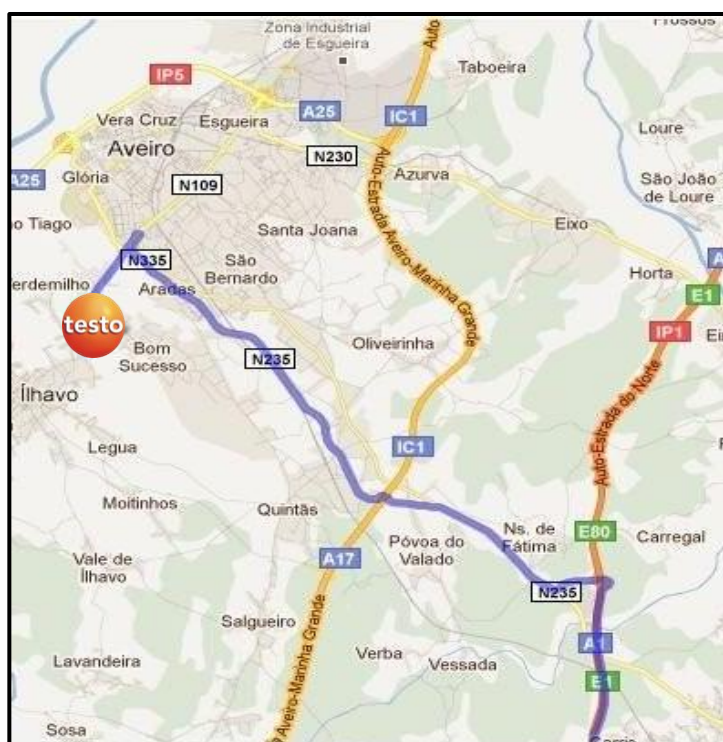 Zona Industrial
de Esgueira
Auto
IP5
Taboeira
Vera Cruz
Esgueira
A25
IC1
Loure
Aveiro
N230
A25
Glória
N109
Azurva
São João
de Loure
Auto-Estrada Aveiro-Marinha Grande
Santa Joana
Eixo
N335
São
Bernardo
Horta
E1
Aradas
testo
IP1
Bom
Sucesso
N235
Oliveirinha
Auto-Estrada do Norte
Ílhavo
Legua
IC1
Moitinhos
Quintãs
Ns. de
Fátima
E80
Carregal
Póvoa do
Valado
A17
Vale de
Ílhavo
N235
Salgueiro
A1
Lavandeira
Verba
Vessada
E1
Aveiro-Marinha Grande
Sosa